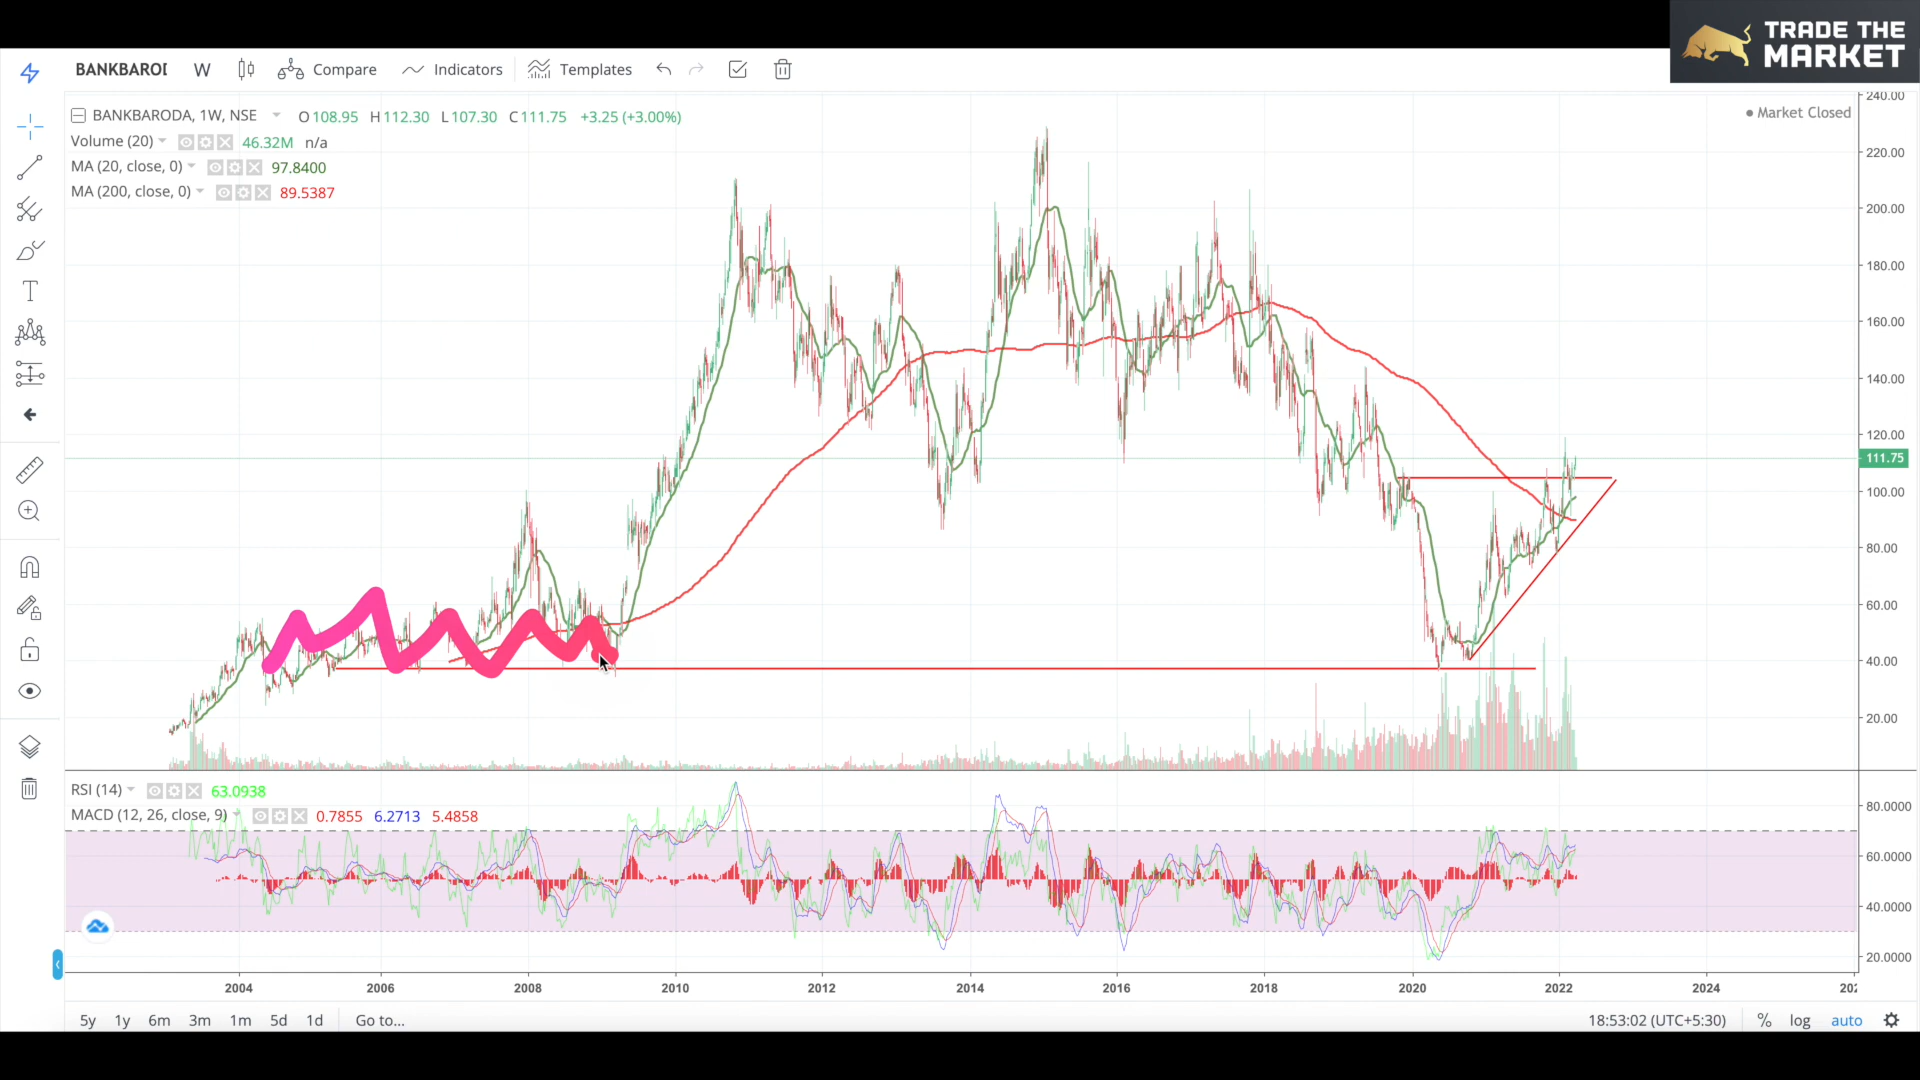 TRADE THE
MARKET
BANKBAROI W Compare Indicators Templates
BANKBARODA, 1W, NSE O108.95 H112.30 L107.30 C111.75 +3.25 (+3.00%)
Market Closed
Volume (20) 46.32M n/a
MA (20, close, 0) 97.8400
MA (200, close, 0) 89.5387
240.00
220.00
200.00
180.00
160.00
140.00
120.00
111.75
100.00
80.00
60.00
40.00
20.00
RSI (14) 63.0938
MACD (12, 26, close, 9) 0.7855 6.2713 5.4858
80.0000
60.0000
40.0000
20.0000
2004 2006 2008 2010 2012 2014 2016 2018 2020 2022 2024 202
5y 1y 6m 3m 1m 5d 1d Go to... 18:53:02 (UTC+5:30) % log auto